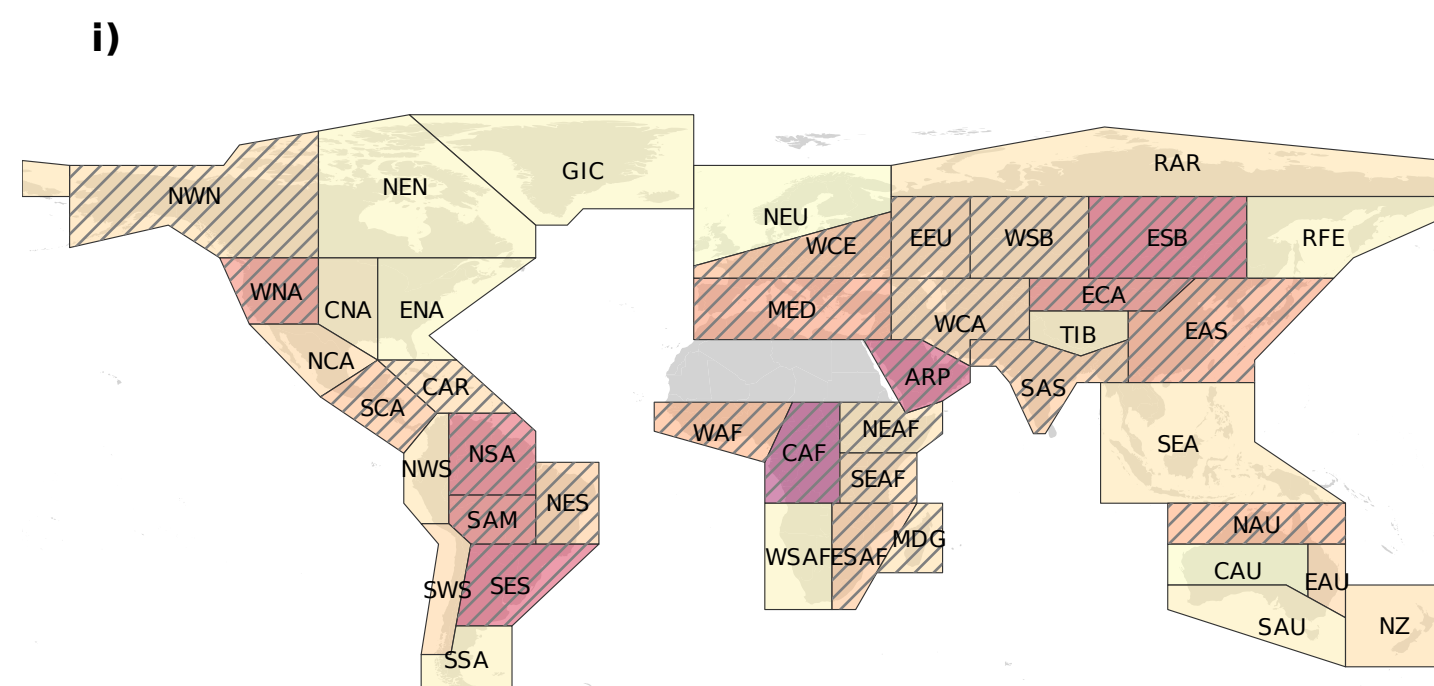 i)
RAR
GIC
NEN
NWN
NEU
WCE
EEU
WSB
ESB
RFE
WNA
CNA
ENA
MED
WCA
ECA
TIB
EAS
NCA
CAR
SCA
ARP
SAS
WAF
CAF
NEAF
SEA
NWS
NSA
SEAF
NES
SAM
NAU
WSAF
ESAF
MDG
CAU
EAU
SWS
SES
SAU
NZ
SSA